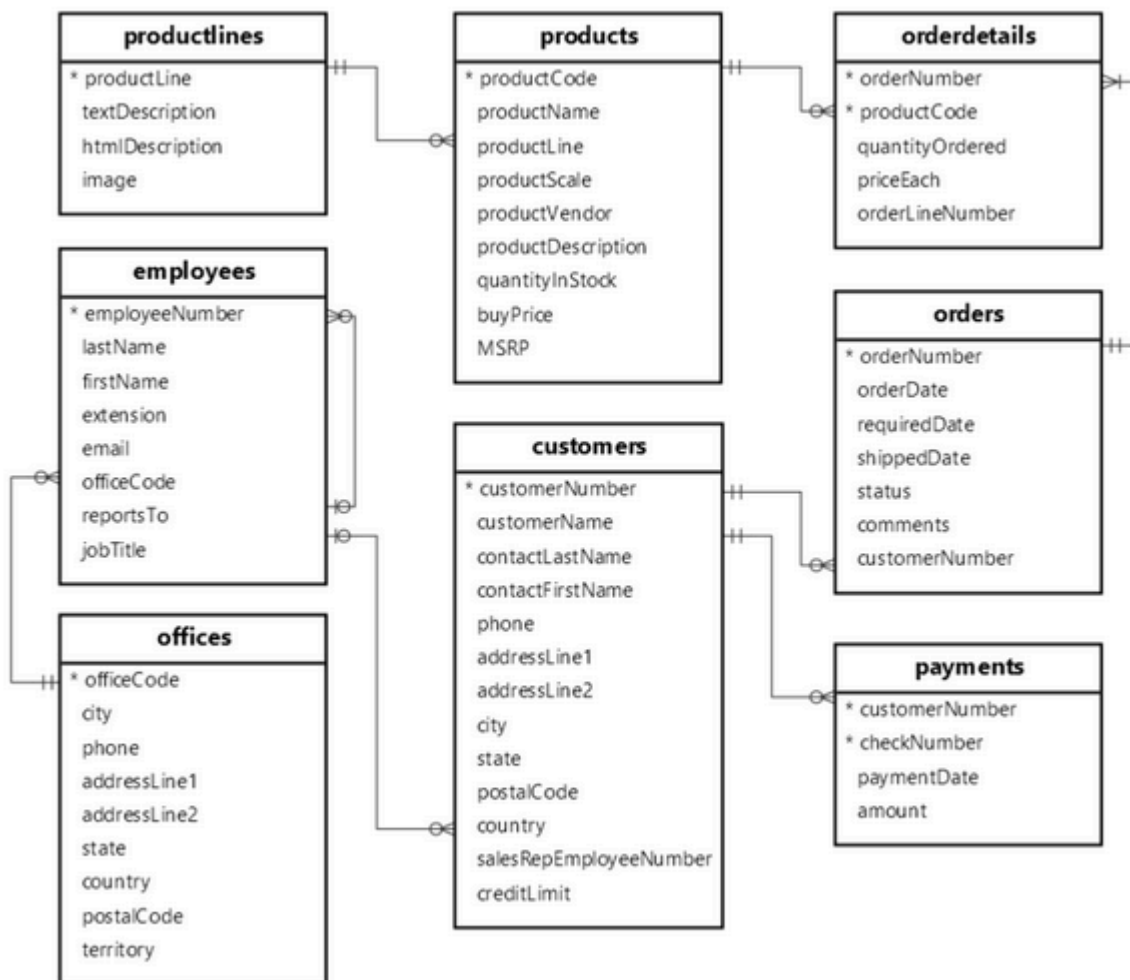 productlines
* productLine
textDescription
htmlDescription
image
products
* productCode
productName
productLine
productScale
productVendor
productDescription
quantityInStock
buyPrice
MSRP
orderdetails
* orderNumber
* productCode
quantityOrdered
priceEach
orderLineNumber
employees
* employeeNumber
lastName
firstName
extension
email
officeCode
reportsTo
jobTitle
customers
* customerNumber
customerName
contactLastName
contactFirstName
phone
addressLine1
addressLine2
city
state
postalCode
country
salesRepEmployeeNumber
creditLimit
orders
* orderNumber
orderDate
requiredDate
shippedDate
status
comments
customerNumber
offices
* officeCode
city
phone
addressLine1
addressLine2
state
country
postalCode
territory
payments
* customerNumber
* checkNumber
paymentDate
amount